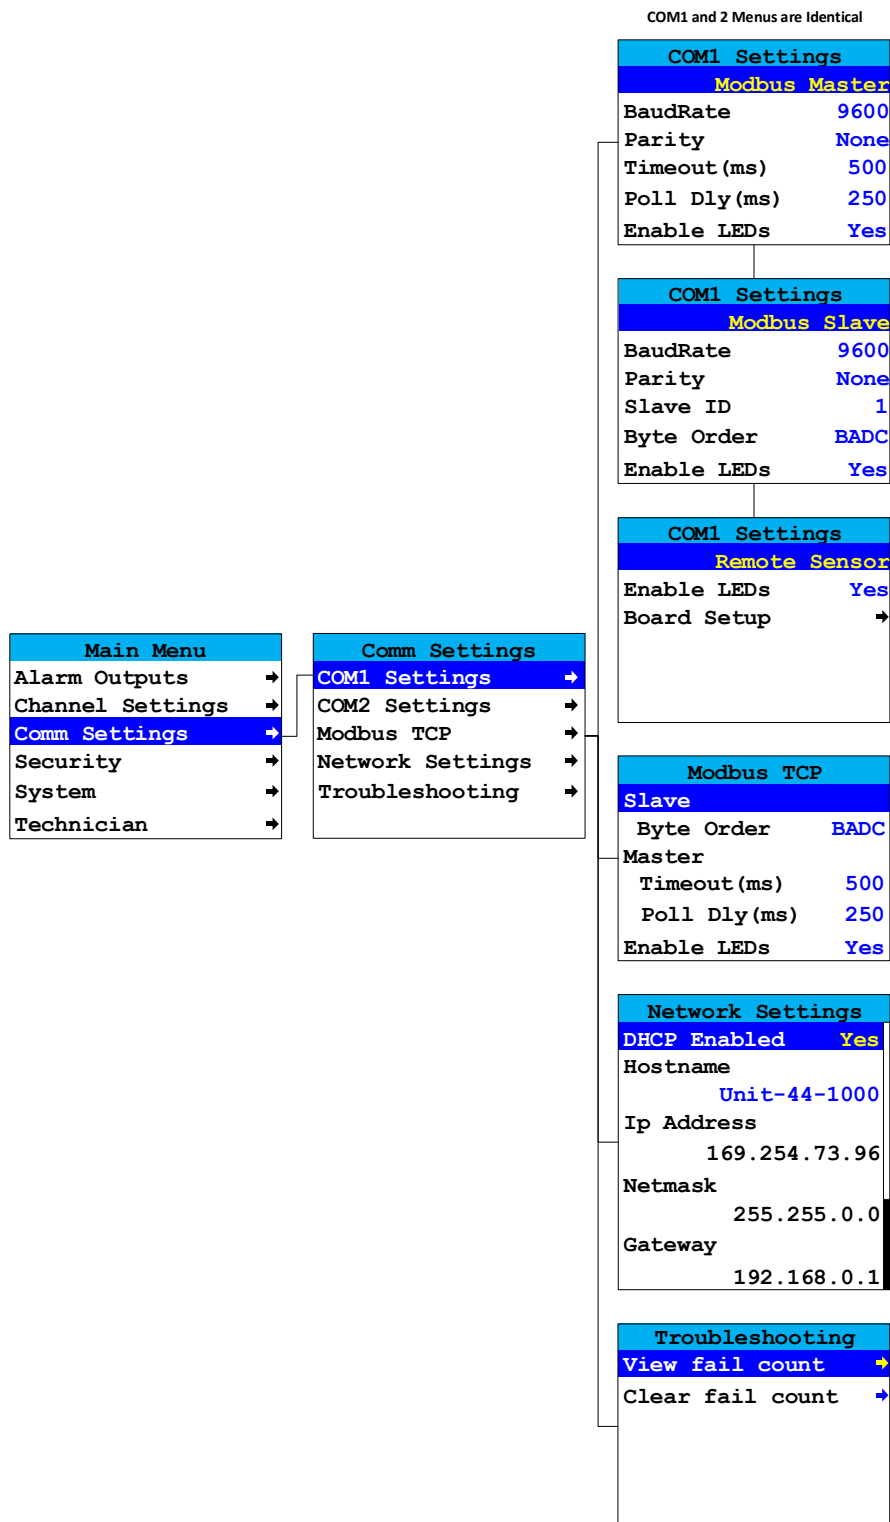 COM1 and 2 Menus are Identical
COM1 Settings
Modbus Master
BaudRate 9600
Parity None
Timeout(ms) 500
Poll Dly(ms) 250
Enable LEDs Yes
COM1 Settings
Modbus Slave
BaudRate 9600
Parity None
Slave ID 1
Byte Order BADC
Enable LEDs Yes
COM1 Settings
Remote Sensor
Enable LEDs Yes
Board Setup
Main Menu
Alarm Outputs
Channel Settings
Comm Settings
Security
System
Technician
Comm Settings
COM1 Settings
COM2 Settings
Modbus TCP
Network Settings
Troubleshooting
Modbus TCP
Slave
Byte Order BADC
Master
Timeout(ms) 500
Poll Dly(ms) 250
Enable LEDs Yes
Network Settings
DHCP Enabled Yes
Hostname
Unit-44-1000
Ip Address
169.254.73.96
Netmask
255.255.0.0
Gateway
192.168.0.1
Troubleshooting
View fail count
Clear fail count